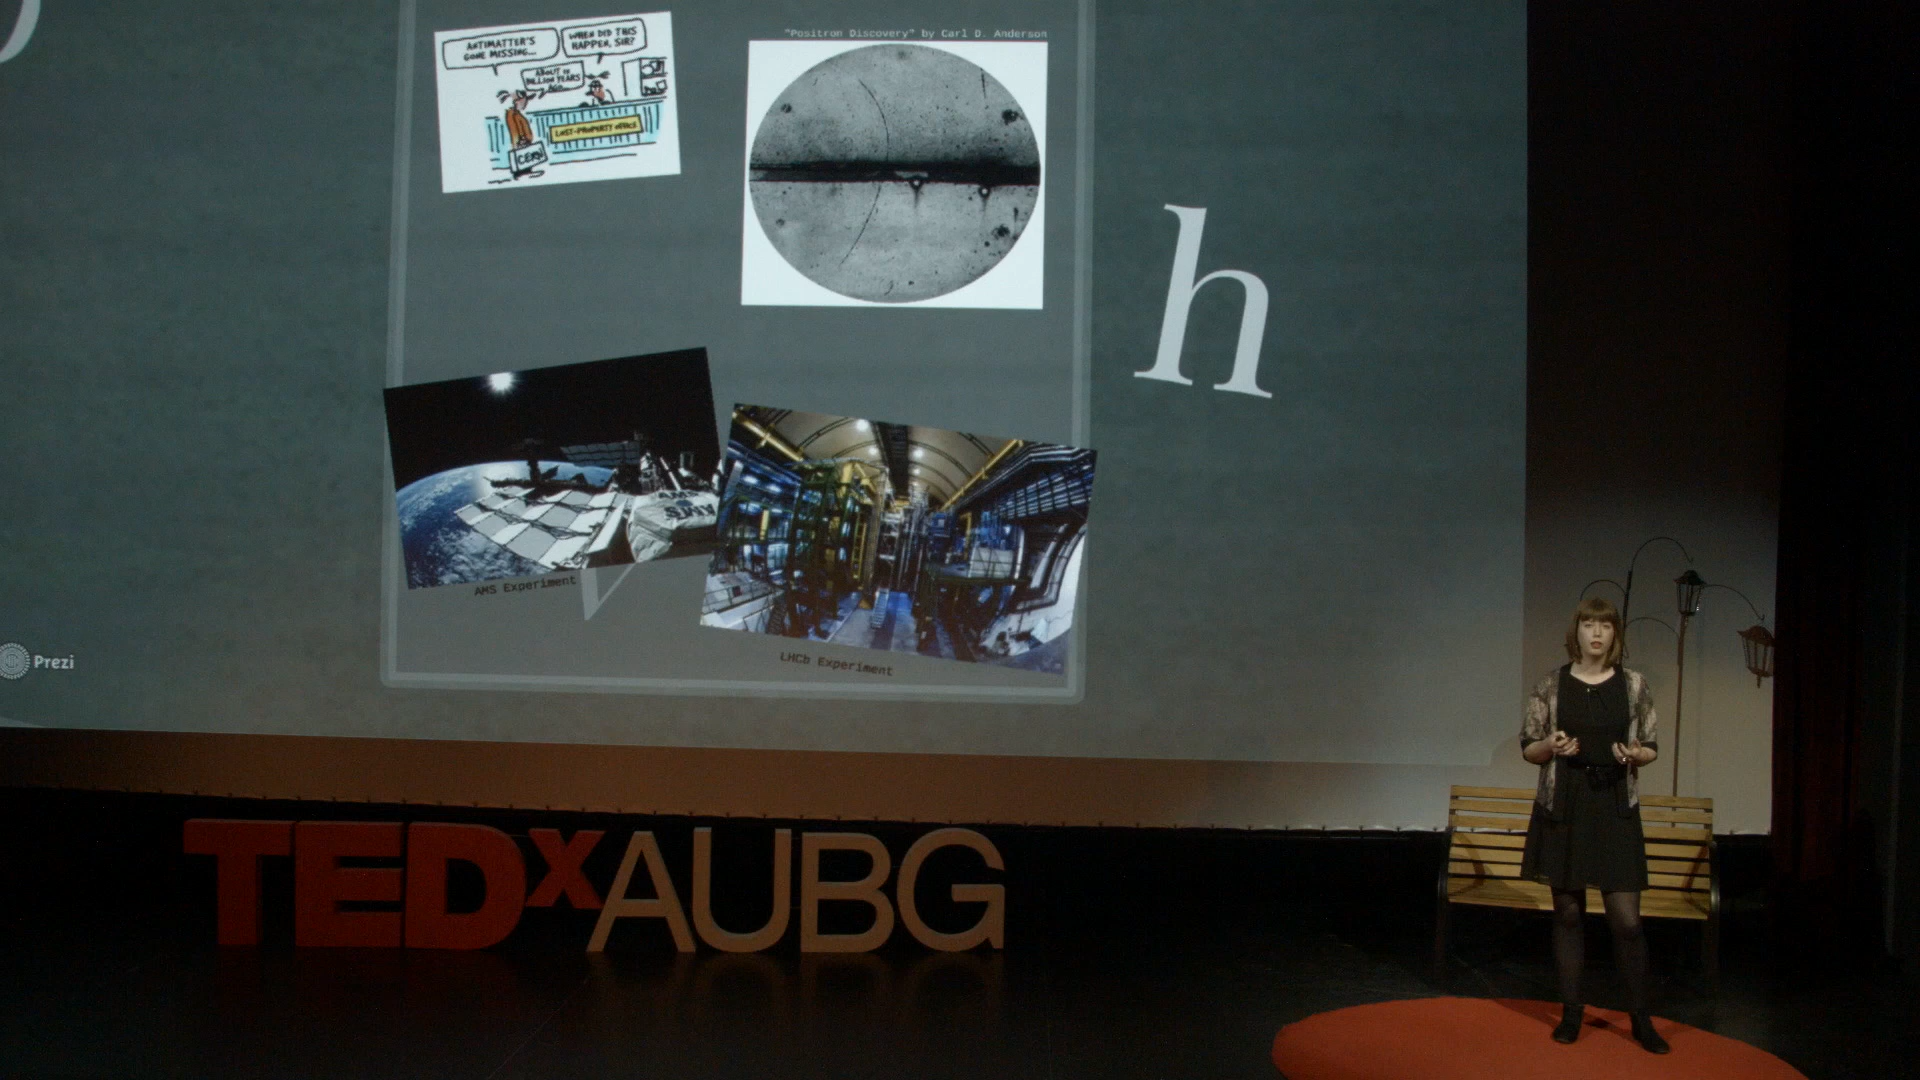 ANTIMATTER'S
GONE MISSING...
WHEN DID THIS
HAPPEN, SIR?
ABOUT 14
BILLION YEARS
AGO...
LOST-PROPERTY OFFICE
CERN
"Positron Discovery" by Carl D. Anderson
h
AMS
AMS
AMS Experiment
LHCb Experiment
Prezi
TEDxAUBG